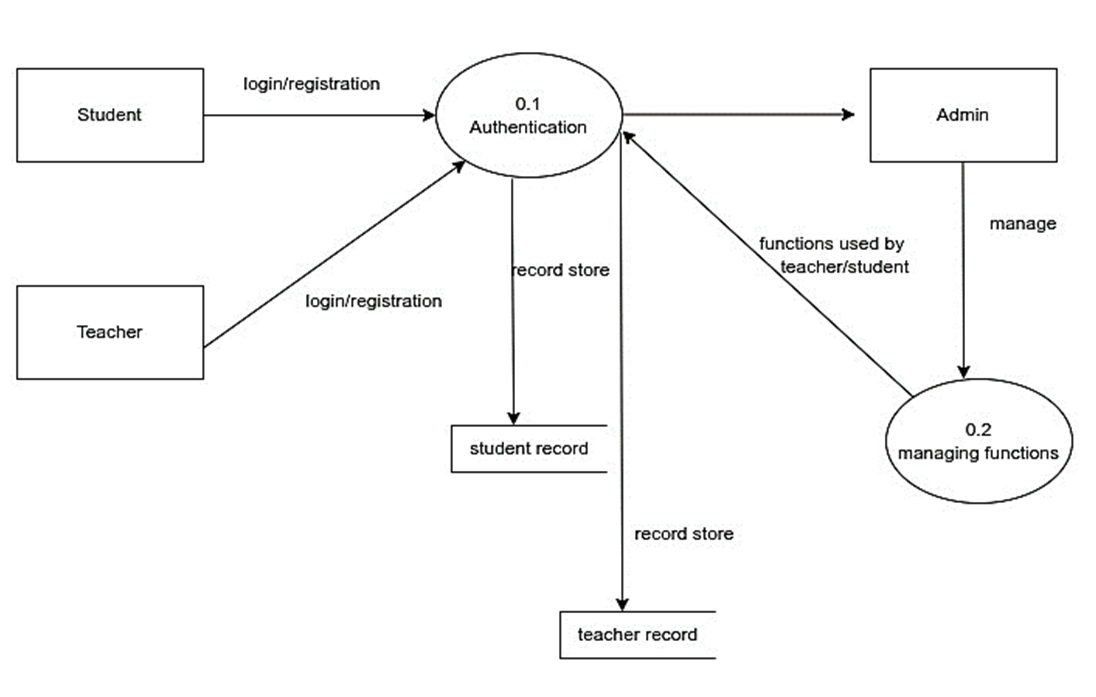 login/registration
Student
0.1
Authentication
Admin
manage
functions used by
teacher/student
record store
login/registration
Teacher
0.2
managing functions
student record
record store
teacher record